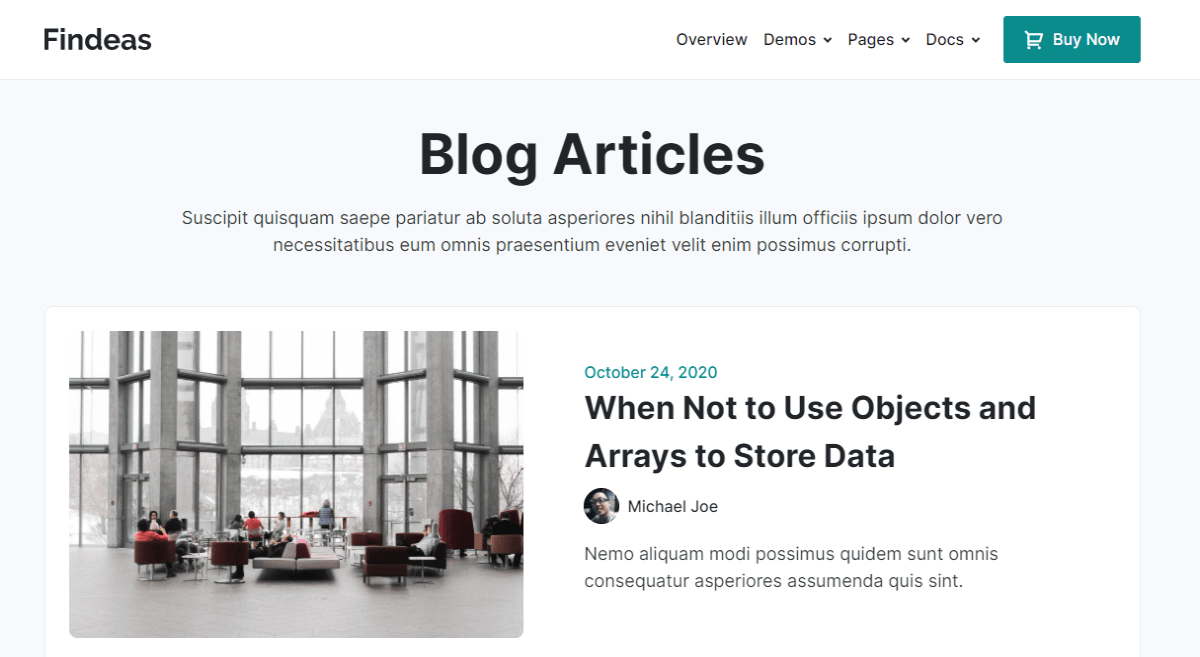 Findeas
Overview Demos Pages Docs Buy Now
Blog Articles
Suscipit quisquam saepe pariatur ab soluta asperiores nihil blanditiis illum officiis ipsum dolor vero
necessitatibus eum omnis praesentium eveniet velit enim possimus corrupti.
October 24, 2020
When Not to Use Objects and
Arrays to Store Data
Michael Joe
Nemo aliquam modi possimus quidem sunt omnis
consequatur asperiores assumenda quis sint.